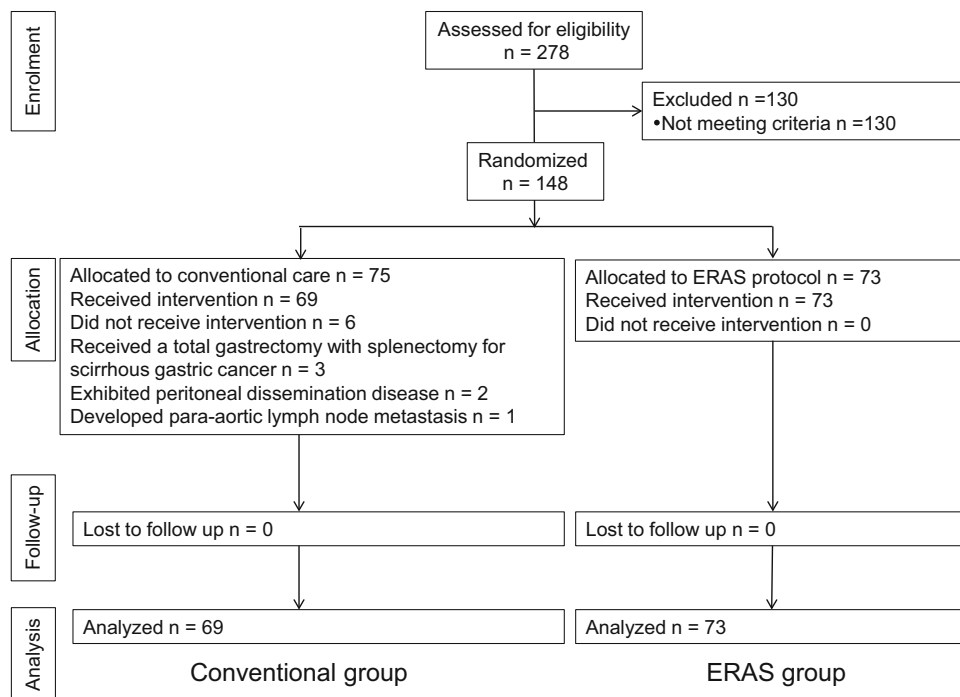 Enrolment
Assessed for eligibility
n = 278
Excluded n =130
•Not meeting criteria n =130
Randomized
n = 148
Allocation
Allocated to conventional care n = 75
Received intervention n = 69
Did not receive intervention n = 6
Received a total gastrectomy with splenectomy for
scirrhous gastric cancer n = 3
Exhibited peritoneal dissemination disease n = 2
Developed para-aortic lymph node metastasis n = 1
Allocated to ERAS protocol n = 73
Received intervention n = 73
Did not receive intervention n = 0
Follow-up
Lost to follow up n = 0
Lost to follow up n = 0
Analysis
Analyzed n = 69
Analyzed n = 73
Conventional group
ERAS group